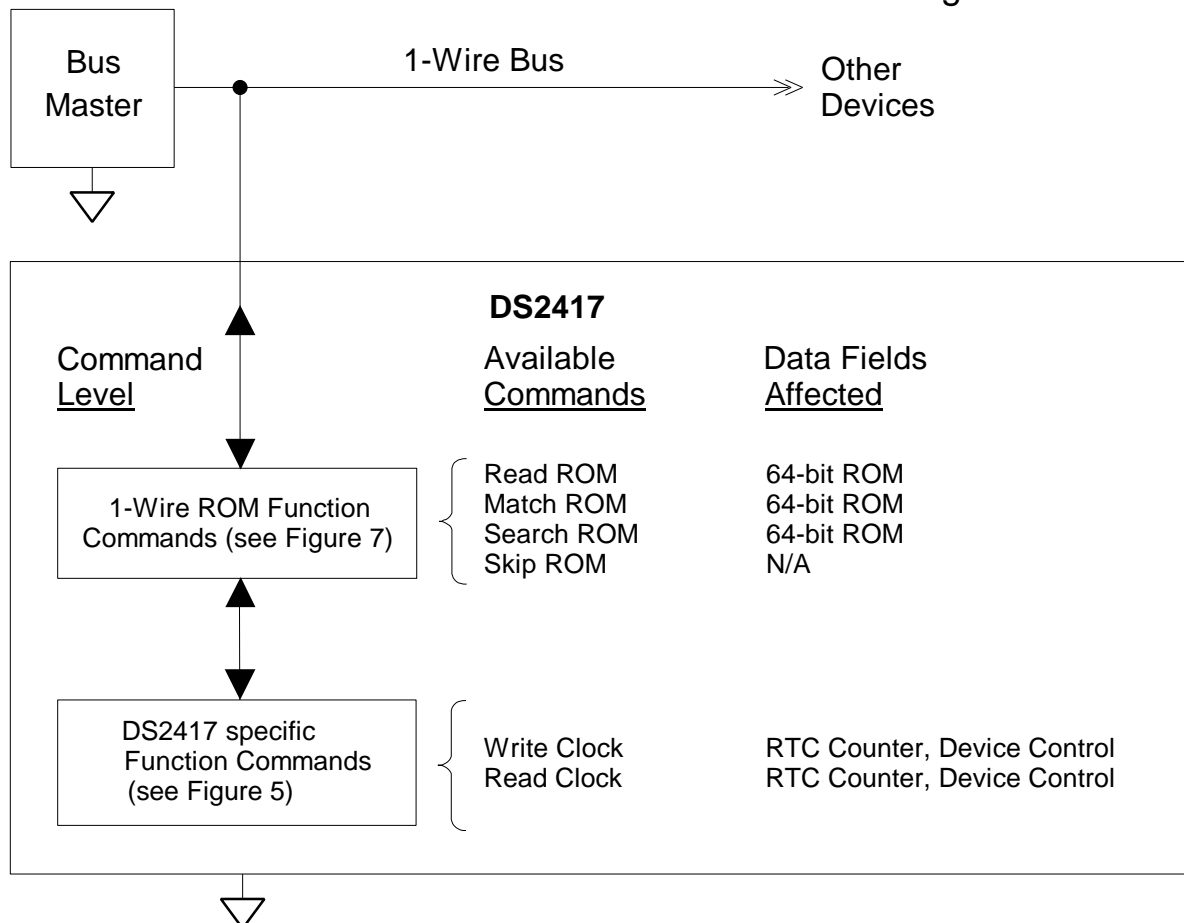 Bus
Master
1-Wire Bus
Other
Devices
DS2417
Command
Level
Available
Commands
Data Fields
Affected
1-Wire ROM Function
Commands (see Figure 7)
Read ROM 64-bit ROM
Match ROM 64-bit ROM
Search ROM 64-bit ROM
Skip ROM N/A
DS2417 specific
Function Commands
(see Figure 5)
Write Clock RTC Counter, Device Control
Read Clock RTC Counter, Device Control